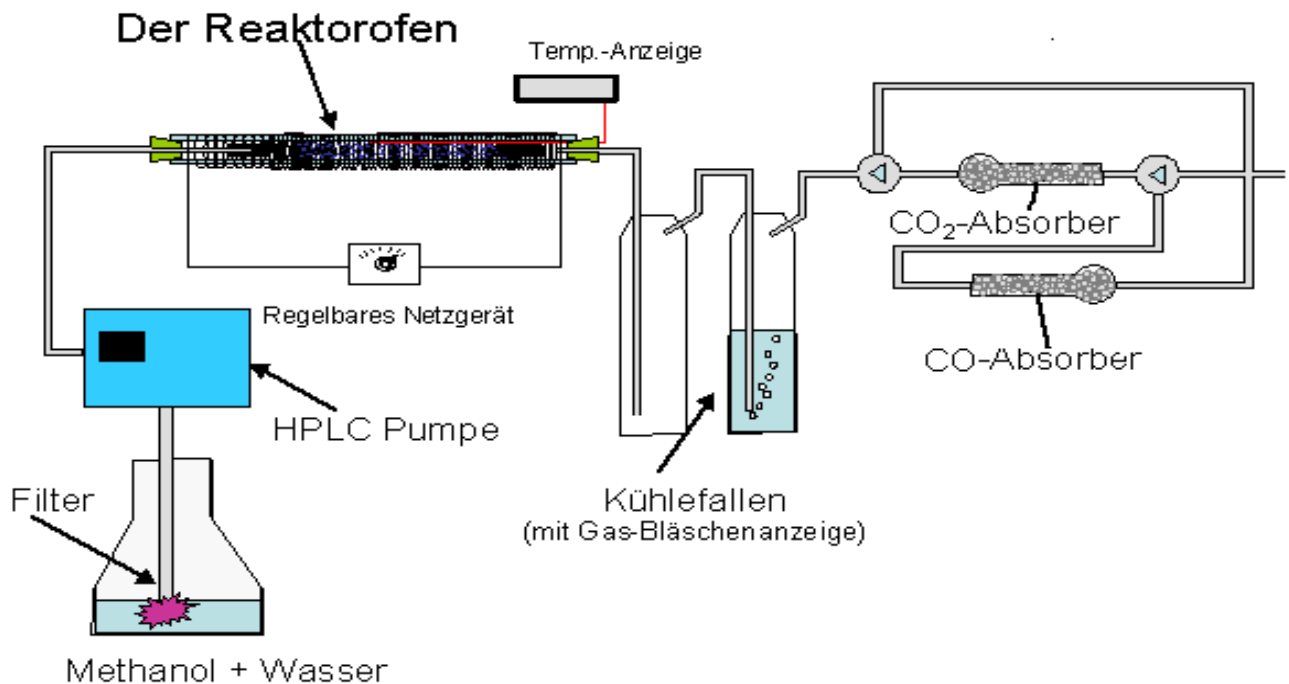 Der Reaktorofen
Temp.-Anzeige
CO₂-Absorber
Regelbares Netzgerät
CO-Absorber
HPLC Pumpe
Filter
Kühlefallen
(mit Gas-Bläschenanzeige)
Methanol + Wasser